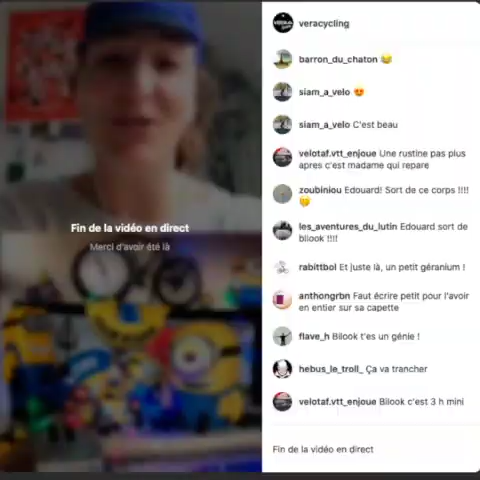 veracycling
barron_du_chaton 😂
siam_a_velo 😍
siam_a_velo C'est beau
velotaf.vtt_enjoue Une rustine pas plus
apres c'est madame qui repare
zoubiniou Edouard! Sort de ce corps !!!!
🤫
les_aventures_du_lutin Edouard sort de
bilook !!!!
rabittbol Et juste là, un petit géranium !
anthongrbn Faut écrire petit pour l'avoir
en entier sur sa capette
flave_h Bilook t'es un génie !
hebus_le_troll_ Ça va trancher
velotaf.vtt_enjoue Bilook c'est 3 h mini
Fin de la vidéo en direct
Fin de la vidéo en direct
Merci d'avoir été là